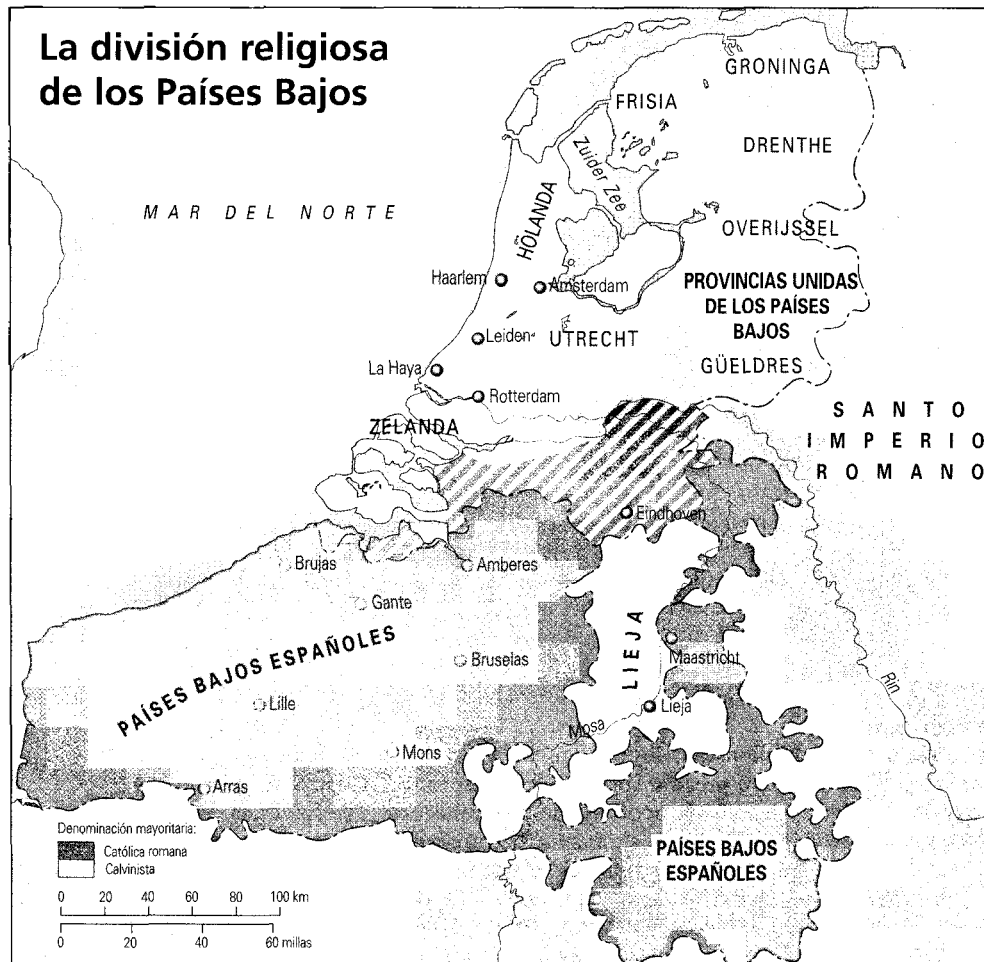 La división religiosa
de los Países Bajos
GRONINGA
FRISIA
DRENTHE
Zuider Zee
MAR DEL NORTE
HOLANDA
OVERIJSSEL
Haarlem
Amsterdam
PROVINCIAS UNIDAS
DE LOS PAÍSES
BAJOS
Leiden
UTRECHT
GÜELDRES
La Haya
Rotterdam
ZELANDA
SANTO
IMPERIO
ROMANO
Eindhoven
Brujas
Amberes
Gante
PAÍSES BAJOS ESPAÑOLES
Bruselas
LIEJA
Maastricht
Rin
Lille
Lieja
Mosa
Mons
Arras
Denominación mayoritaria:
Católica romana
Calvinista
PAÍSES BAJOS
ESPAÑOLES
0 20 40 60 80 100 km
0 20 40 60 millas